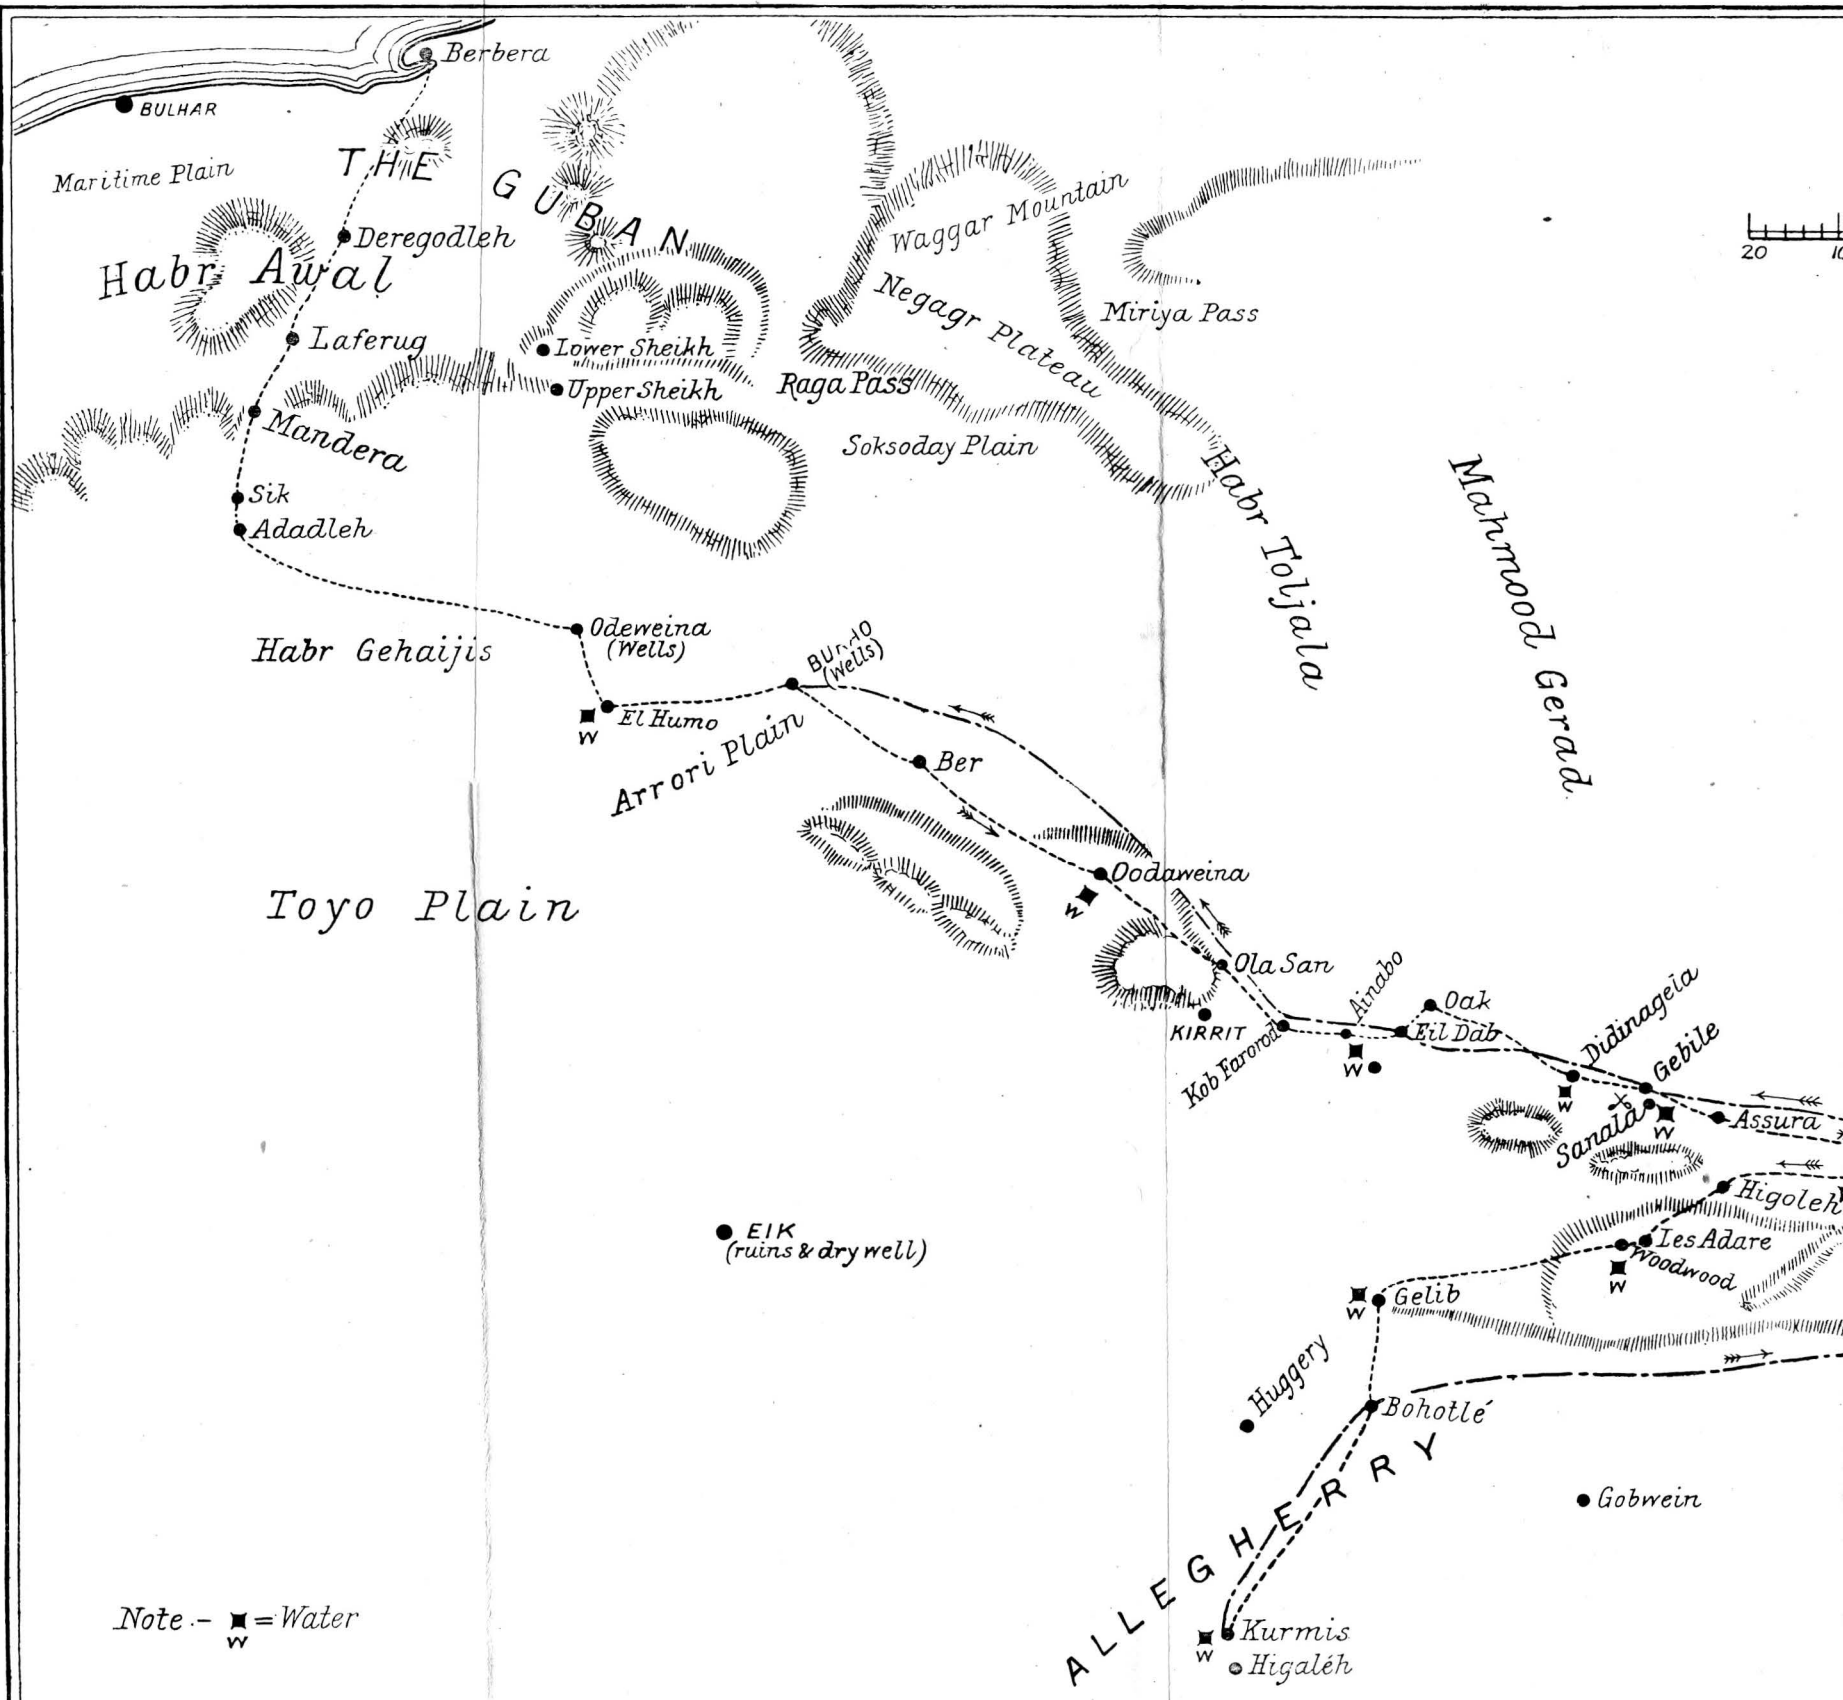 Berbera
BULHAR
Maritime Plain
THE GUBAN
Deregodleh
Habr Awal
Waggar Mountain
Negagr Plateau
Miriya Pass
20
10
Laferug
Lower Sheikh
Upper Sheikh
Raga Pass
Mandera
Soksoday Plain
Habr Toljala
Mahmood Gerad
Sik
Adadleh
Odeweina
(Wells)
Habr Gehaijis
(Wells)
W
El Humo
Arrori Plain
Ber
Oodaweina
W
Toyo Plain
Ola San
Ainabo
Oak
Didinageia
KIRRIT
Kob Farorod
Eil Dab
Gebile
W
W
Sanala
W
Assura
Higoleh
EIK
(ruins & dry well)
Les Adare
Woodwood
W
W
Gelib
Huggery
Bohotlé
ALLEGHERRY
Gobwein
Note.- = Water
W
W
Kurmis
Higaléh